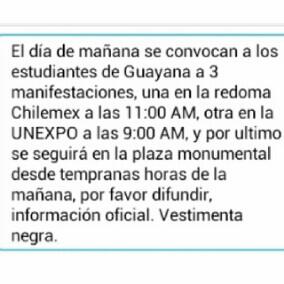 El día de mañana se convocan a los
estudiantes de Guayana a 3
manifestaciones, una en la redoma
Chilemex a las 11:00 AM, otra en la
UNEXPO a las 9:00 AM, y por ultimo
se seguirá en la plaza monumental
desde tempranas horas de la
mañana, por favor difundir,
información oficial. Vestimenta
negra.